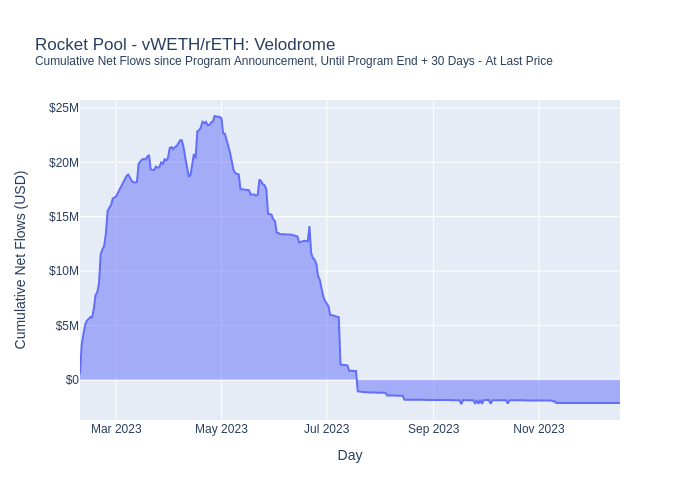 Rocket Pool - vWETH/rETH: Velodrome
Cumulative Net Flows since Program Announcement, Until Program End + 30 Days - At Last Price
Cumulative Net Flows (USD)
$25M
$20M
$15M
$10M
$5M
$0
Mar 2023
May 2023
Jul 2023
Sep 2023
Nov 2023
Day